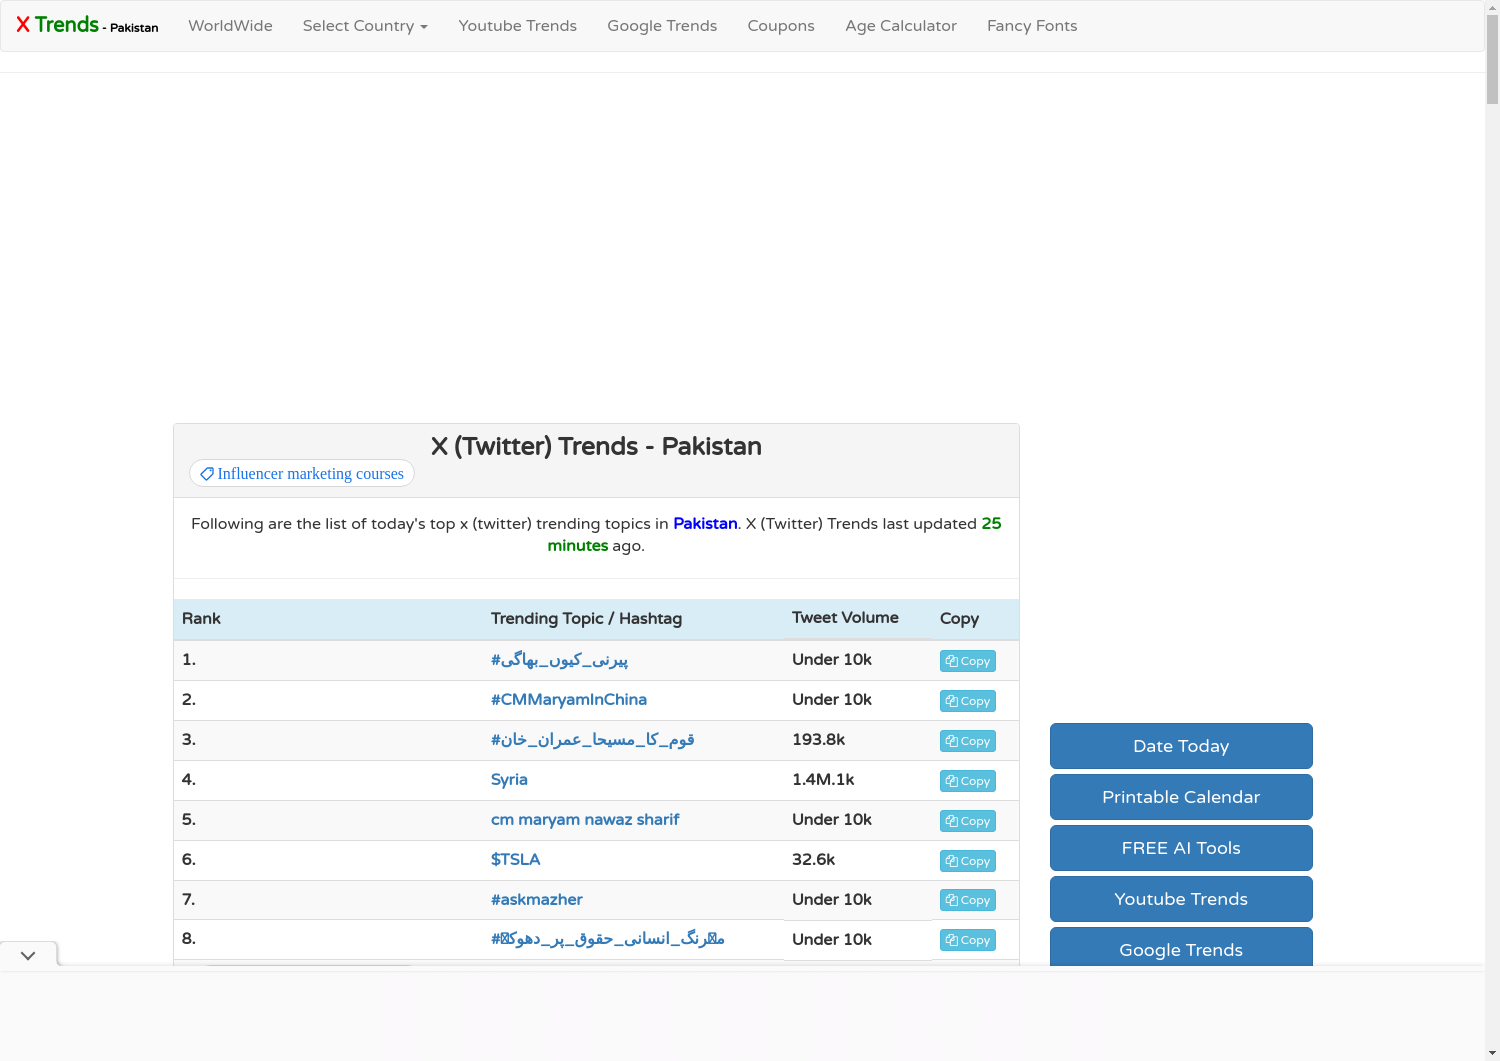 X Trends - Pakistan WorldWide Select Country Youtube Trends Google Trends Coupons Age Calculator Fancy Fonts
X (Twitter) Trends - Pakistan
Influencer marketing courses
Following are the list of today's top x (twitter) trending topics in Pakistan. X (Twitter) Trends last updated 25
minutes ago.
Rank Trending Topic / Hashtag Tweet Volume Copy
1. #پیرنی_کیوں_بھاگی Under 10k Copy
2. #CMMaryamInChina Under 10k Copy
3. #قوم_کا_مسیحا_عمران_خان 193.8k Copy
4. Syria 1.4M.1k Copy
5. cm maryam nawaz sharif Under 10k Copy
6. $TSLA 32.6k Copy
7. #askmazher Under 10k Copy
8. انسانی_حقوق_پر Under 10k Copy
Date Today
Printable Calendar
FREE AI Tools
Youtube Trends
Google Trends